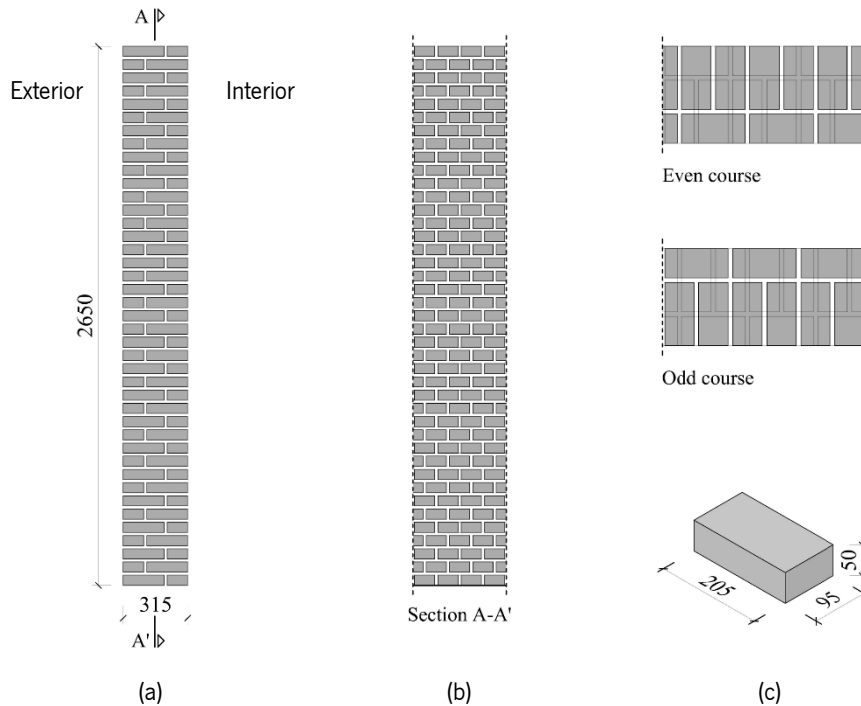 A
Exterior
Interior
2650
315
A'
(a)
Section A-A'
(b)
Even course
Odd course
205
95
50
(c)